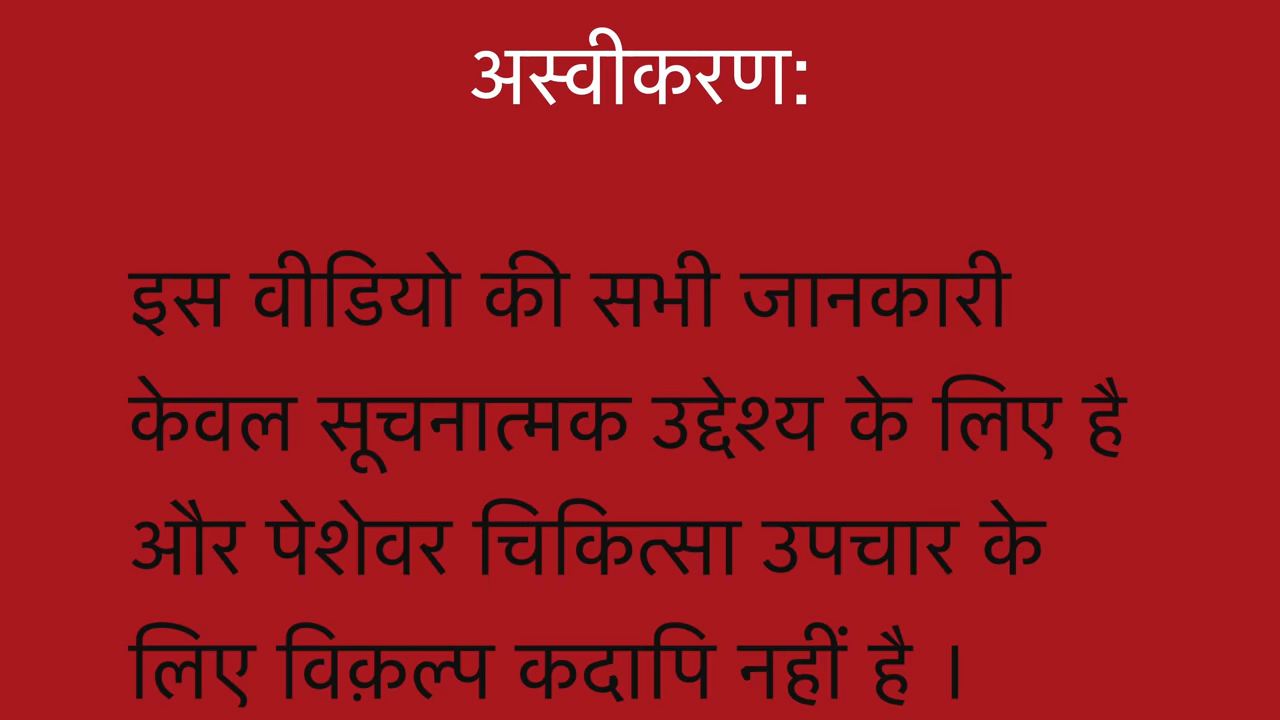 अस्वीकरण:
इस वीडियो की सभी जानकारी
केवल सूचनात्मक उद्देश्य के लिए है
और पेशेवर चिकित्सा उपचार के
लिए विक़ल्प कदापि नहीं है ।